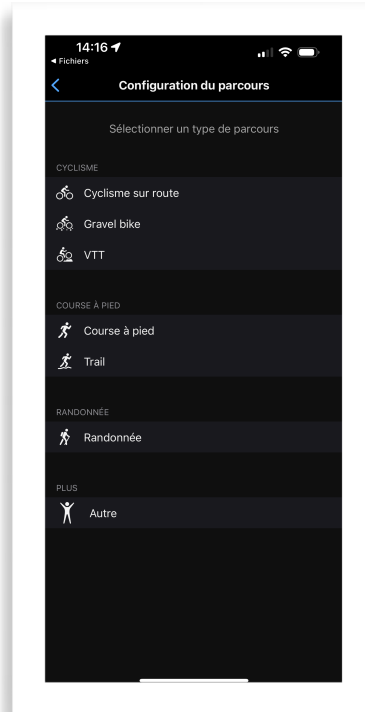 14:16
Fichiers
Configuration du parcours
Sélectionner un type de parcours
CYCLISME
Cyclisme sur route
Gravel bike
VTT
COURSE À PIED
Course à pied
Trail
RANDONNÉE
Randonnée
PLUS
Autre